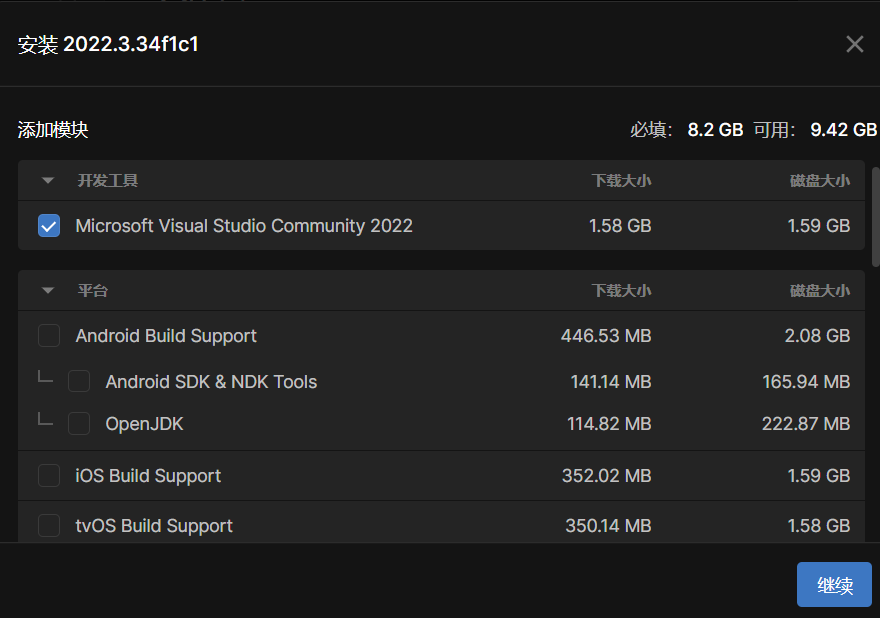 安装 2022.3.34f1c1
添加模块 必填： 8.2 GB 可用： 9.42 GB
开发工具 下载大小 磁盘大小
Microsoft Visual Studio Community 2022 1.58 GB 1.59 GB
平台 下载大小 磁盘大小
Android Build Support 446.53 MB 2.08 GB
Android SDK & NDK Tools 141.14 MB 165.94 MB
OpenJDK 114.82 MB 222.87 MB
iOS Build Support 352.02 MB 1.59 GB
tvOS Build Support 350.14 MB 1.58 GB
继续